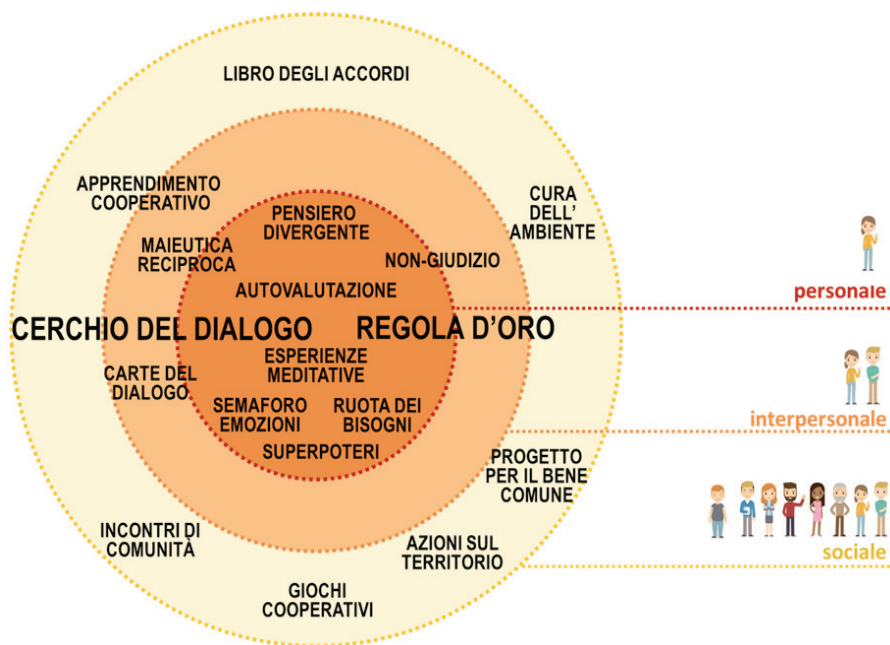 LIBRO DEGLI ACCORDI
APPRENDIMENTO
COOPERATIVO
CURA
DELL’
AMBIENTE
PENSIERO
DIVERGENTE
MAIEUTICA
RECIPROCA
NON-GIUDIZIO
AUTOVALUTAZIONE
personale
CERCHIO DEL DIALOGO
REGOLA D’ORO
ESPERIENZE
MEDITATIVE
CARTE DEL
DIALOGO
SEMAFORO
EMOZIONI
RUOTA DEI
BISOGNI
SUPERPOTERI
interpersonale
PROGETTO
PER IL BENE
COMUNE
INCONTRI DI
COMUNITÀ
AZIONI SUL
TERRITORIO
sociale
GIOCHI
COOPERATIVI